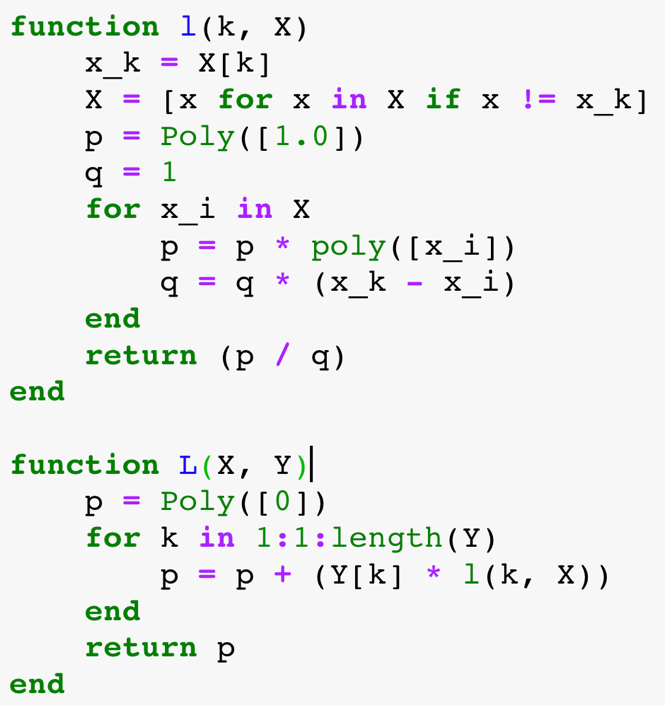 function l(k, X)
    x_k = X[k]
    X = [x for x in X if x != x_k]
    p = Poly([1.0])
    q = 1
    for x_i in X
        p = p * poly([x_i])
        q = q * (x_k - x_i)
    end
    return (p / q)
end

function L(X, Y)
    p = Poly([0])
    for k in 1:1:length(Y)
        p = p + (Y[k] * l(k, X))
    end
    return p
end